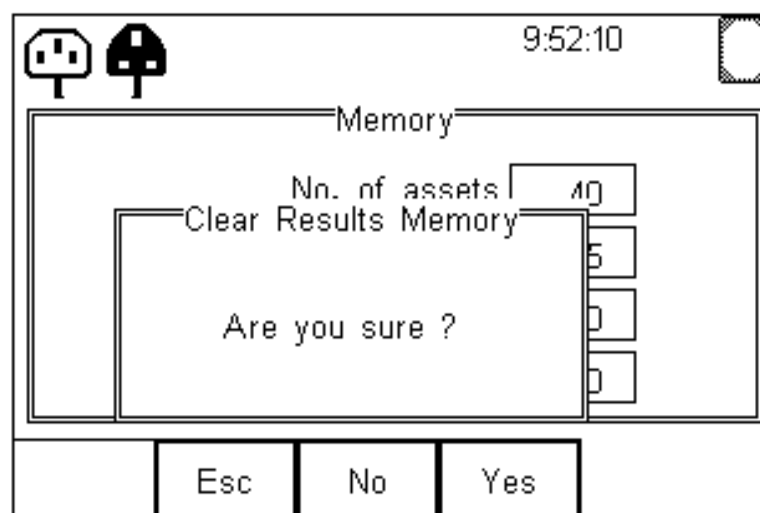 9:52:10
Memory
No. of assets 40
Clear Results Memory
Are you sure ?
Esc No Yes